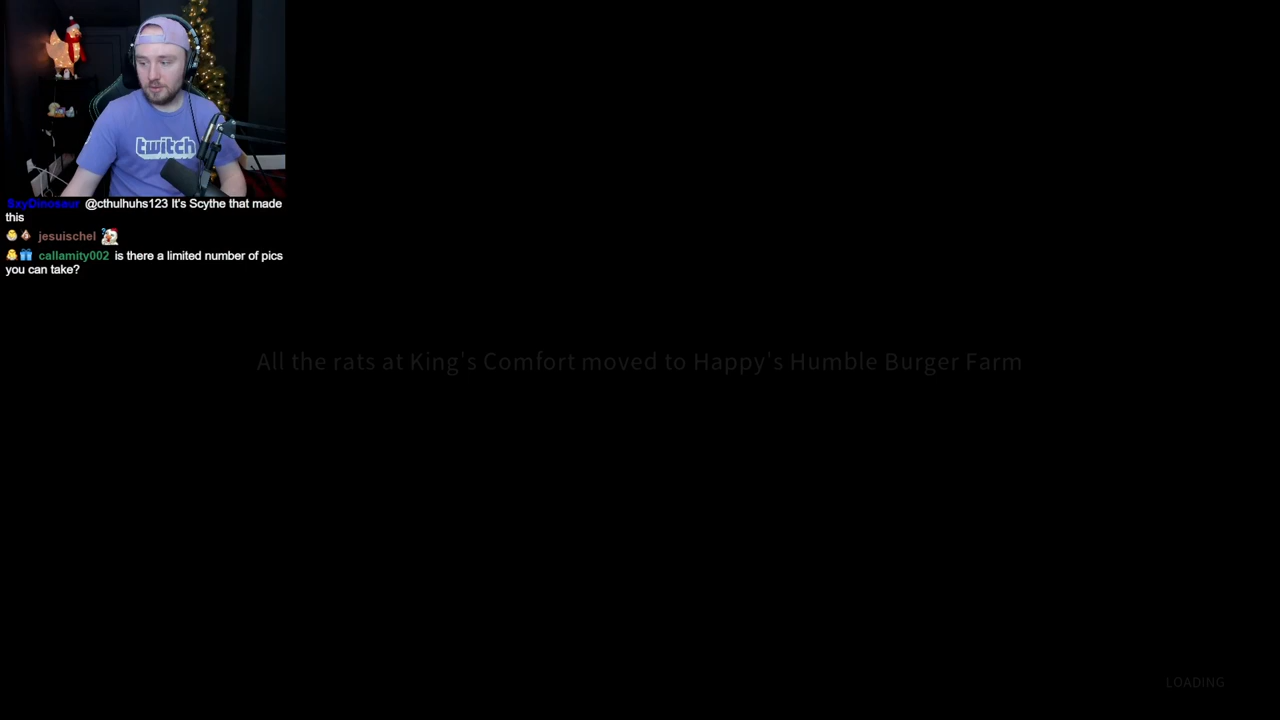 twitch
SxyDinosaur @cthulhuhs123 It's Scythe that made
this
jesuischel
callamity002 is there a limited number of pics
you can take?
All the rats at King's Comfort moved to Happy's Humble Burger Farm
LOADING